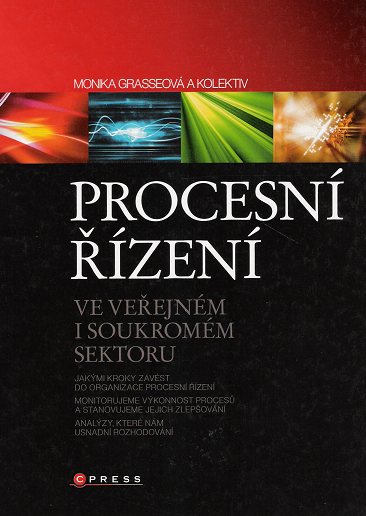 MONIKA GRASSEOVÁ A KOLEKTIV
PROCESNÍ
ŘÍZENÍ
VE VEŘEJNÉM
I SOUKROMÉM
SEKTORU
JAKÝMI KROKY ZAVÉST
DO ORGANIZACE PROCESNÍ ŘÍZENÍ
MONITORUJEME VÝKONNOST PROCESŮ
A STANOVUJEME JEJICH ZLEPŠOVÁNÍ
ANALÝZY, KTERÉ NÁM
USNADNÍ ROZHODOVÁNÍ
CPRESS